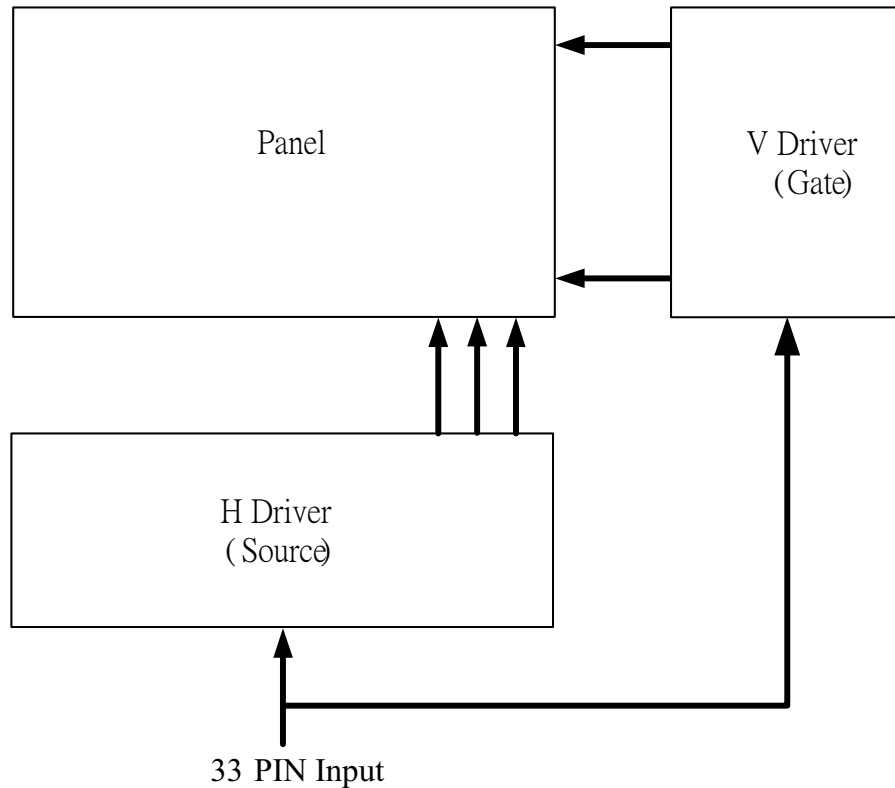 Panel
V Driver
(Gate)
H Driver
(Source)
33 PIN Input